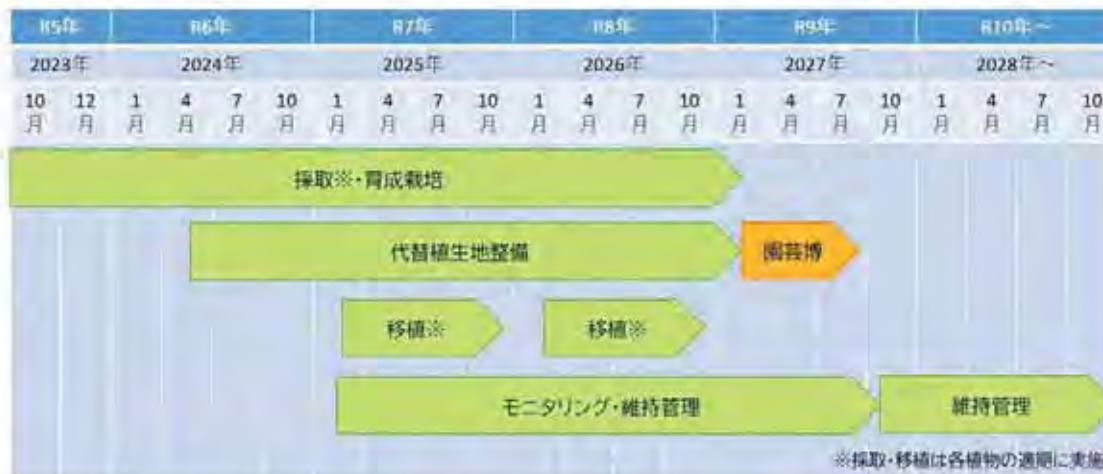 R5年 R6年 R7年 R8年 R9年 R10年～
2023年 2024年 2025年 2026年 2027年 2028年～
10月 12月 1月 4月 7月 10月 1月 4月 7月 10月 1月 4月 7月 10月 1月 4月 7月 10月 1月 4月 7月 10月
採取※・育成栽培
代替植生地整備 園芸博
移植※ 移植※
モニタリング・維持管理 維持管理
※採取・移植は各植物の適期に実施